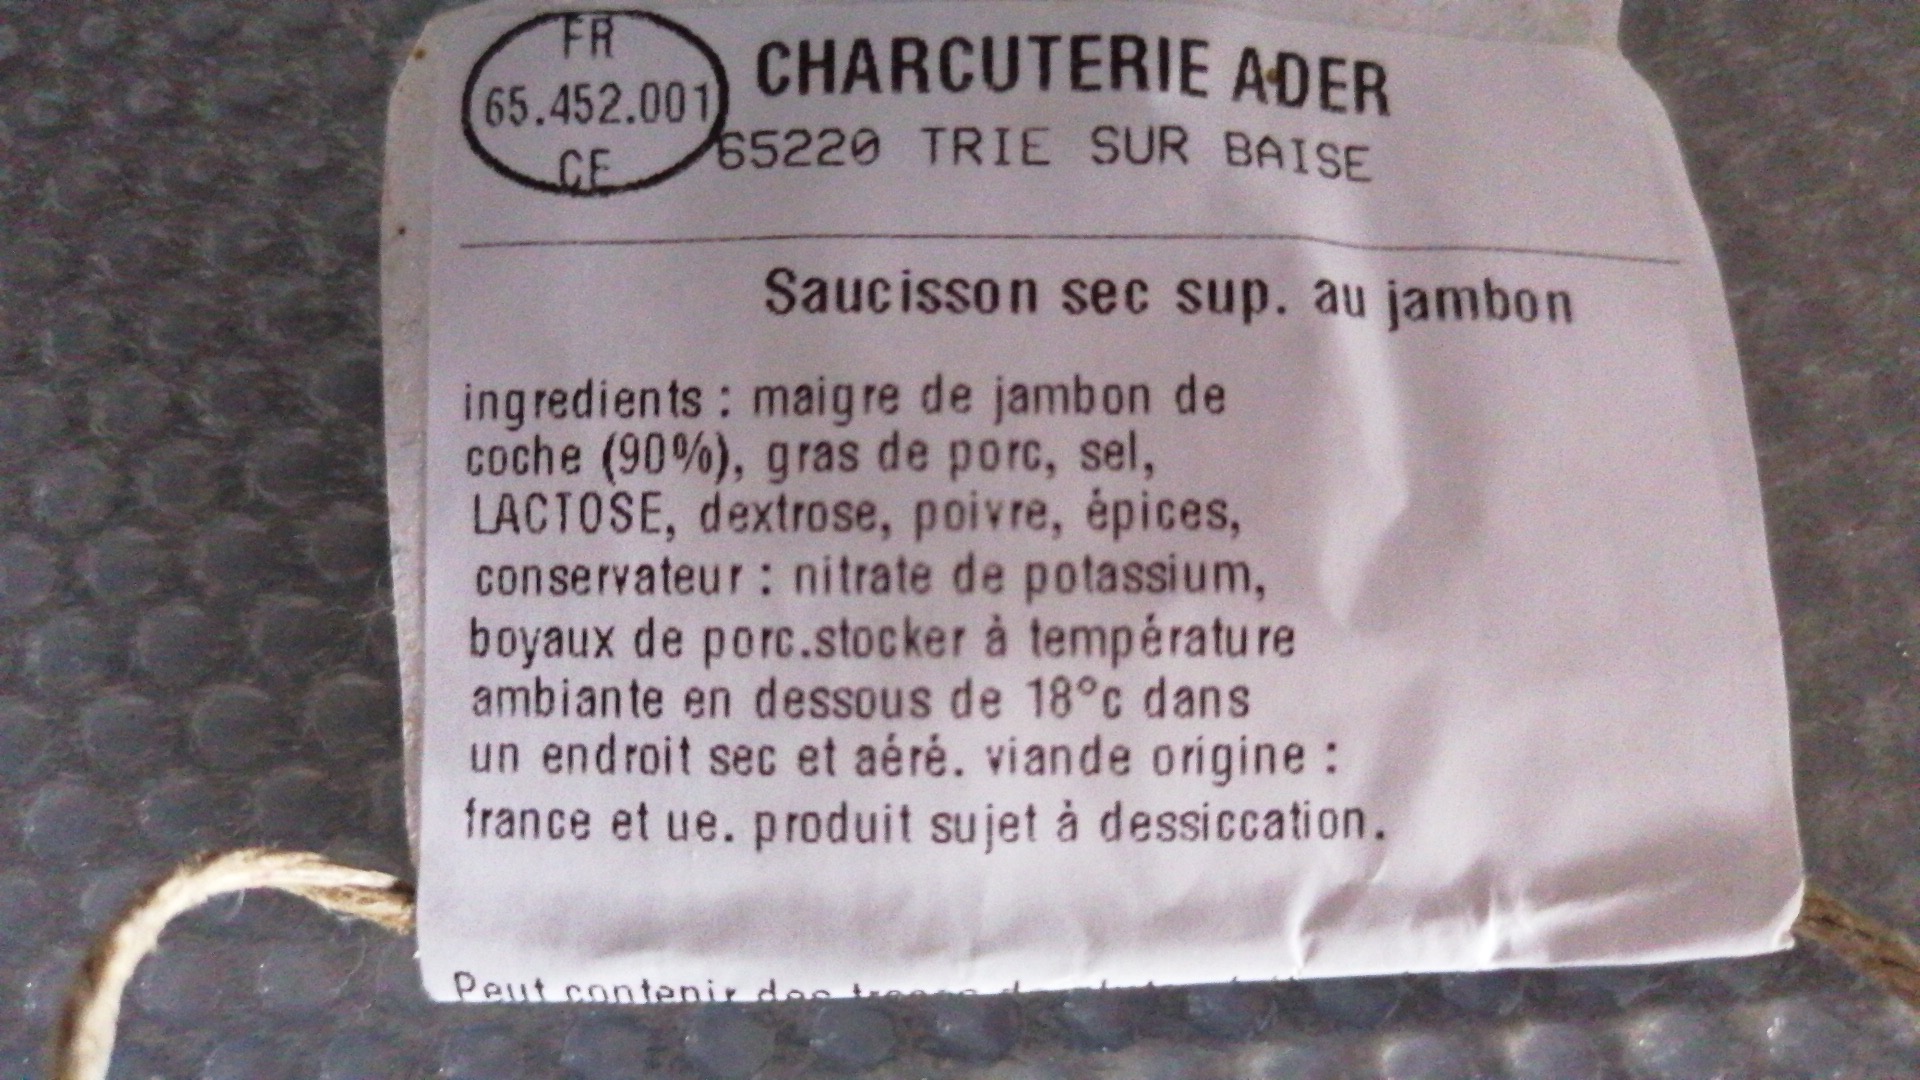 FR
65.452.001
CE
CHARCUTERIE ADER
65220 TRIE SUR BAISE
Saucisson sec sup. au jambon
ingredients : maigre de jambon de
coche (90%), gras de porc, sel,
LACTOSE, dextrose, poivre, épices,
conservateur : nitrate de potassium,
boyaux de porc.stocker à température
ambiante en dessous de 18°c dans
un endroit sec et aéré. viande origine :
france et ue. produit sujet à dessiccation.
Peut contenir des traces